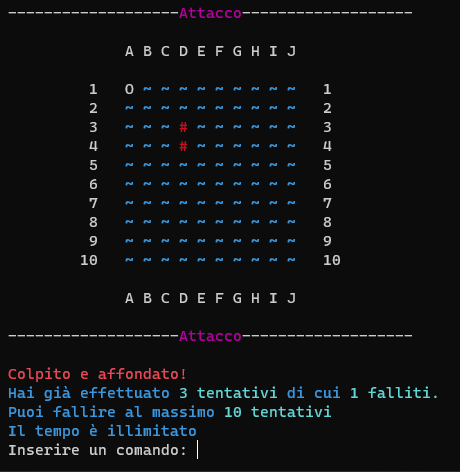 -------------------Attacco-------------------
A B C D E F G H I J
1 O ~ ~ ~ ~ ~ ~ ~ ~ ~ 1
2 ~ ~ ~ ~ ~ ~ ~ ~ ~ ~ 2
3 ~ ~ ~ # ~ ~ ~ ~ ~ ~ 3
4 ~ ~ ~ # ~ ~ ~ ~ ~ ~ 4
5 ~ ~ ~ ~ ~ ~ ~ ~ ~ ~ 5
6 ~ ~ ~ ~ ~ ~ ~ ~ ~ ~ 6
7 ~ ~ ~ ~ ~ ~ ~ ~ ~ ~ 7
8 ~ ~ ~ ~ ~ ~ ~ ~ ~ ~ 8
9 ~ ~ ~ ~ ~ ~ ~ ~ ~ ~ 9
10 ~ ~ ~ ~ ~ ~ ~ ~ ~ ~ 10
A B C D E F G H I J
-------------------Attacco-------------------
Colpito e affondato!
Hai già effettuato 3 tentativi di cui 1 falliti.
Puoi fallire al massimo 10 tentativi
Il tempo è illimitato
Inserire un comando: